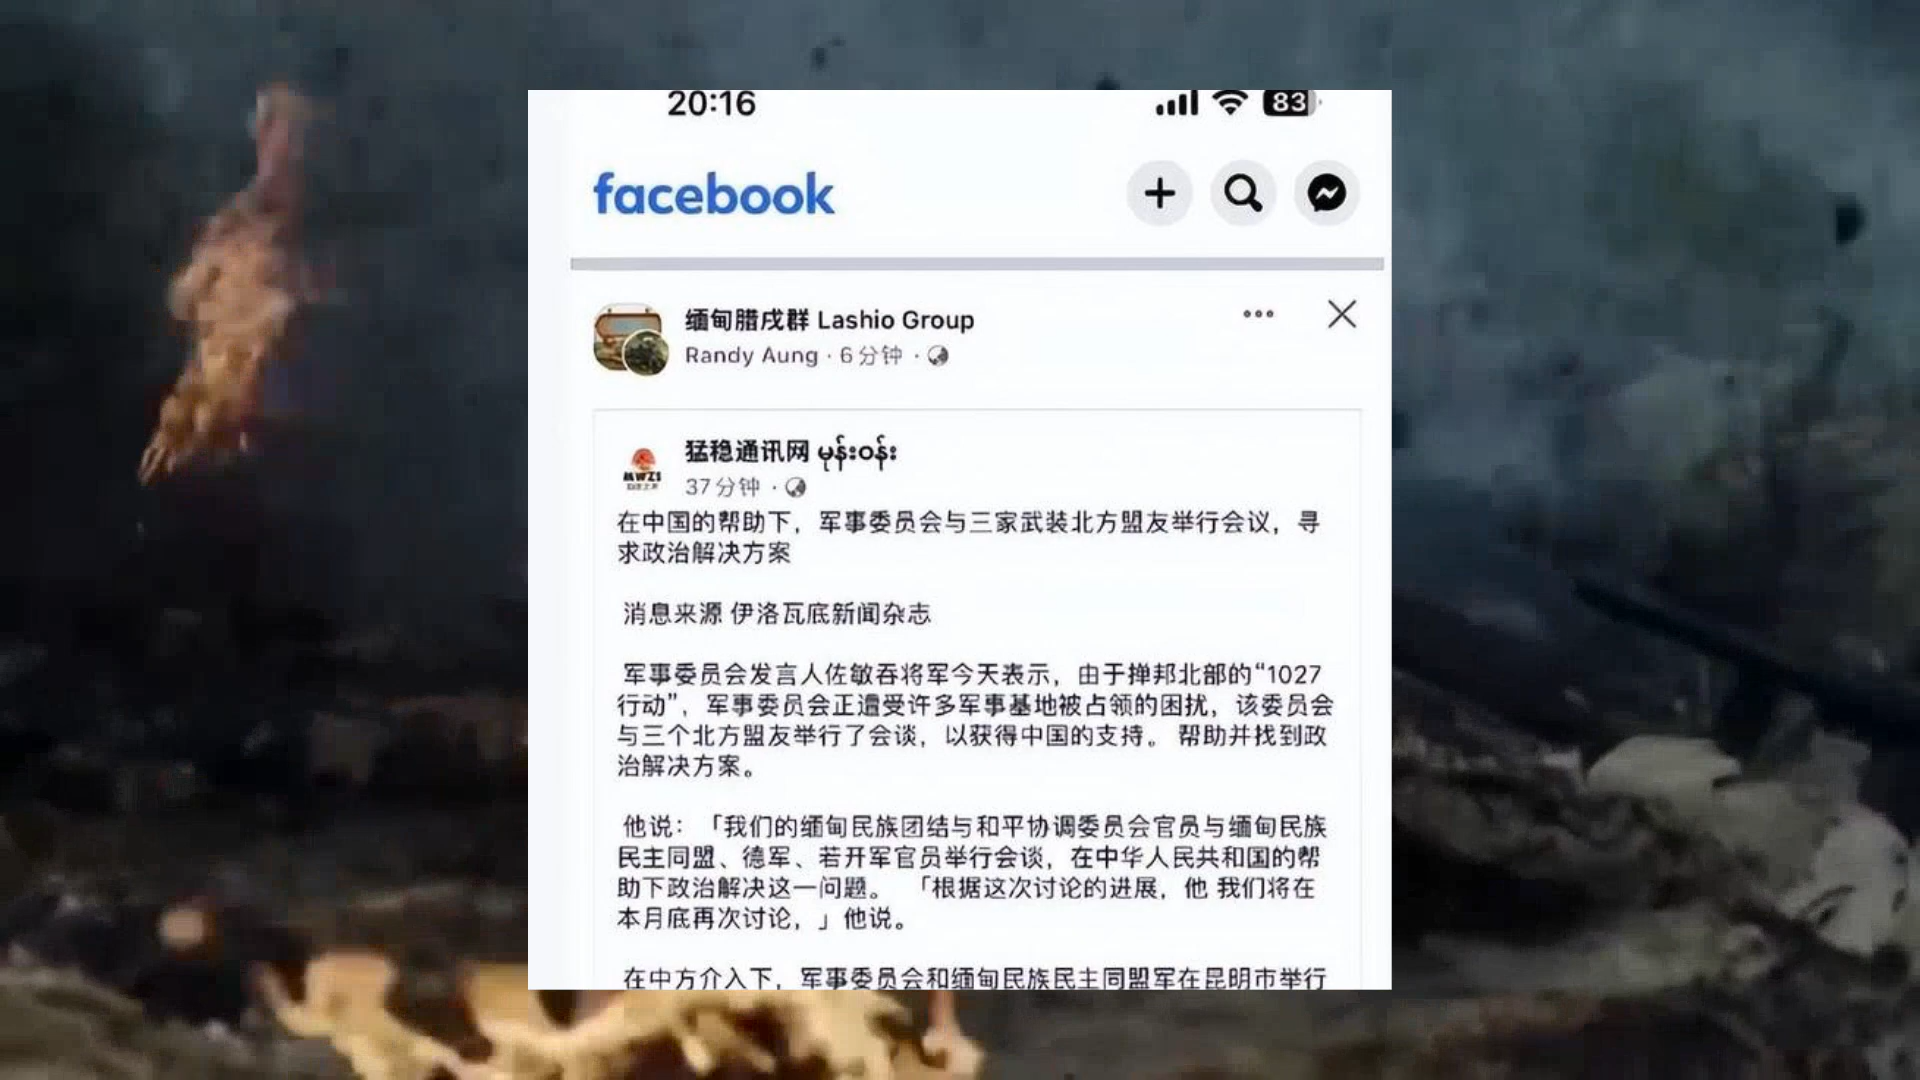 20:16
83
facebook
缅甸腊戌群 Lashio Group
Randy Aung · 6分钟 ·
猛稳通讯网 မုန်းဝန်း
MWZS
37分钟 ·
在中国的帮助下，军事委员会与三家武装北方盟友举行会议，寻
求政治解决方案
消息来源 伊洛瓦底新闻杂志
军事委员会发言人佐敏吞将军今天表示，由于掸邦北部的“1027
行动”，军事委员会正遭受许多军事基地被占领的困扰，该委员会
与三个北方盟友举行了会谈，以获得中国的支持。 帮助并找到政
治解决方案。
他说：「我们的缅甸民族团结与和平协调委员会官员与缅甸民族
民主同盟、德军、若开军官员举行会谈，在中华人民共和国的帮
助下政治解决这一问题。 「根据这次讨论的进展，他 我们将在
本月底再次讨论，」他说。
在中方介入下，军事委员会和缅甸民族民主同盟军在昆明市举行